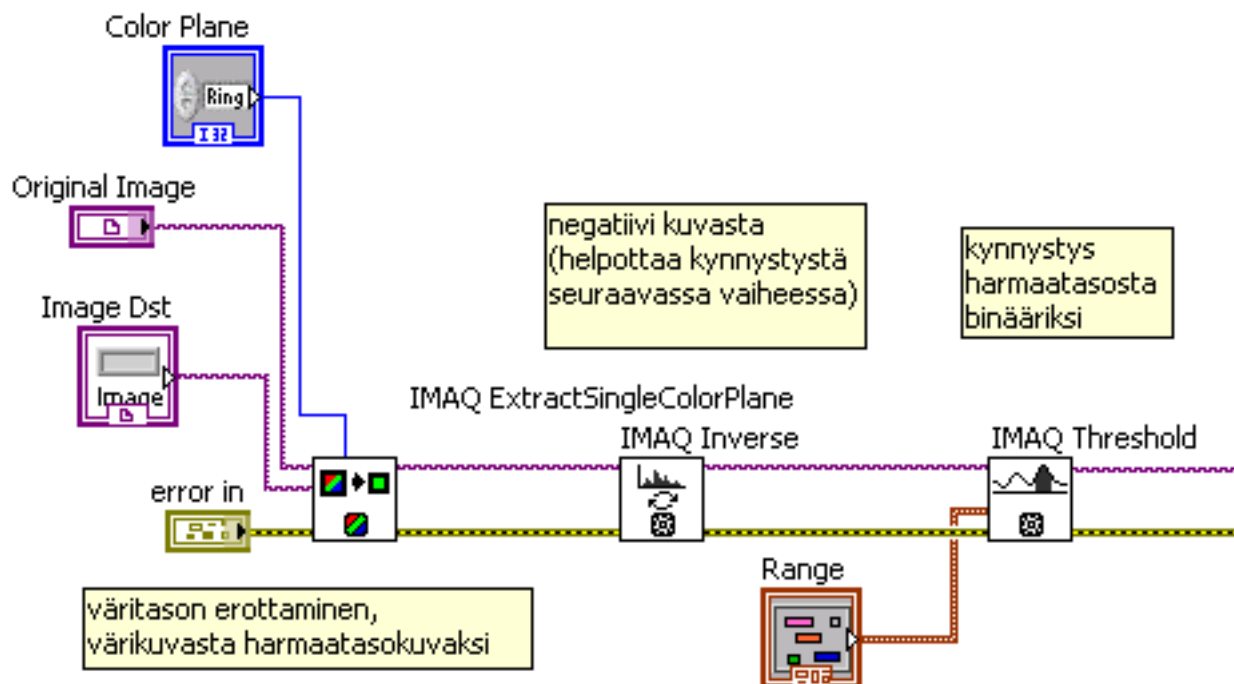 Color Plane
Ring
I32
Original Image
negatiivi kuvasta
(helpottaa kynnystystä
seuraavassa vaiheessa)
kynnystys
harmaatasosta
binääriksi
Image Dst
Image
IMAQ ExtractSingleColorPlane
IMAQ Inverse
IMAQ Threshold
error in
Range
väritason erottaminen,
värikuvasta harmaatasokuvaksi